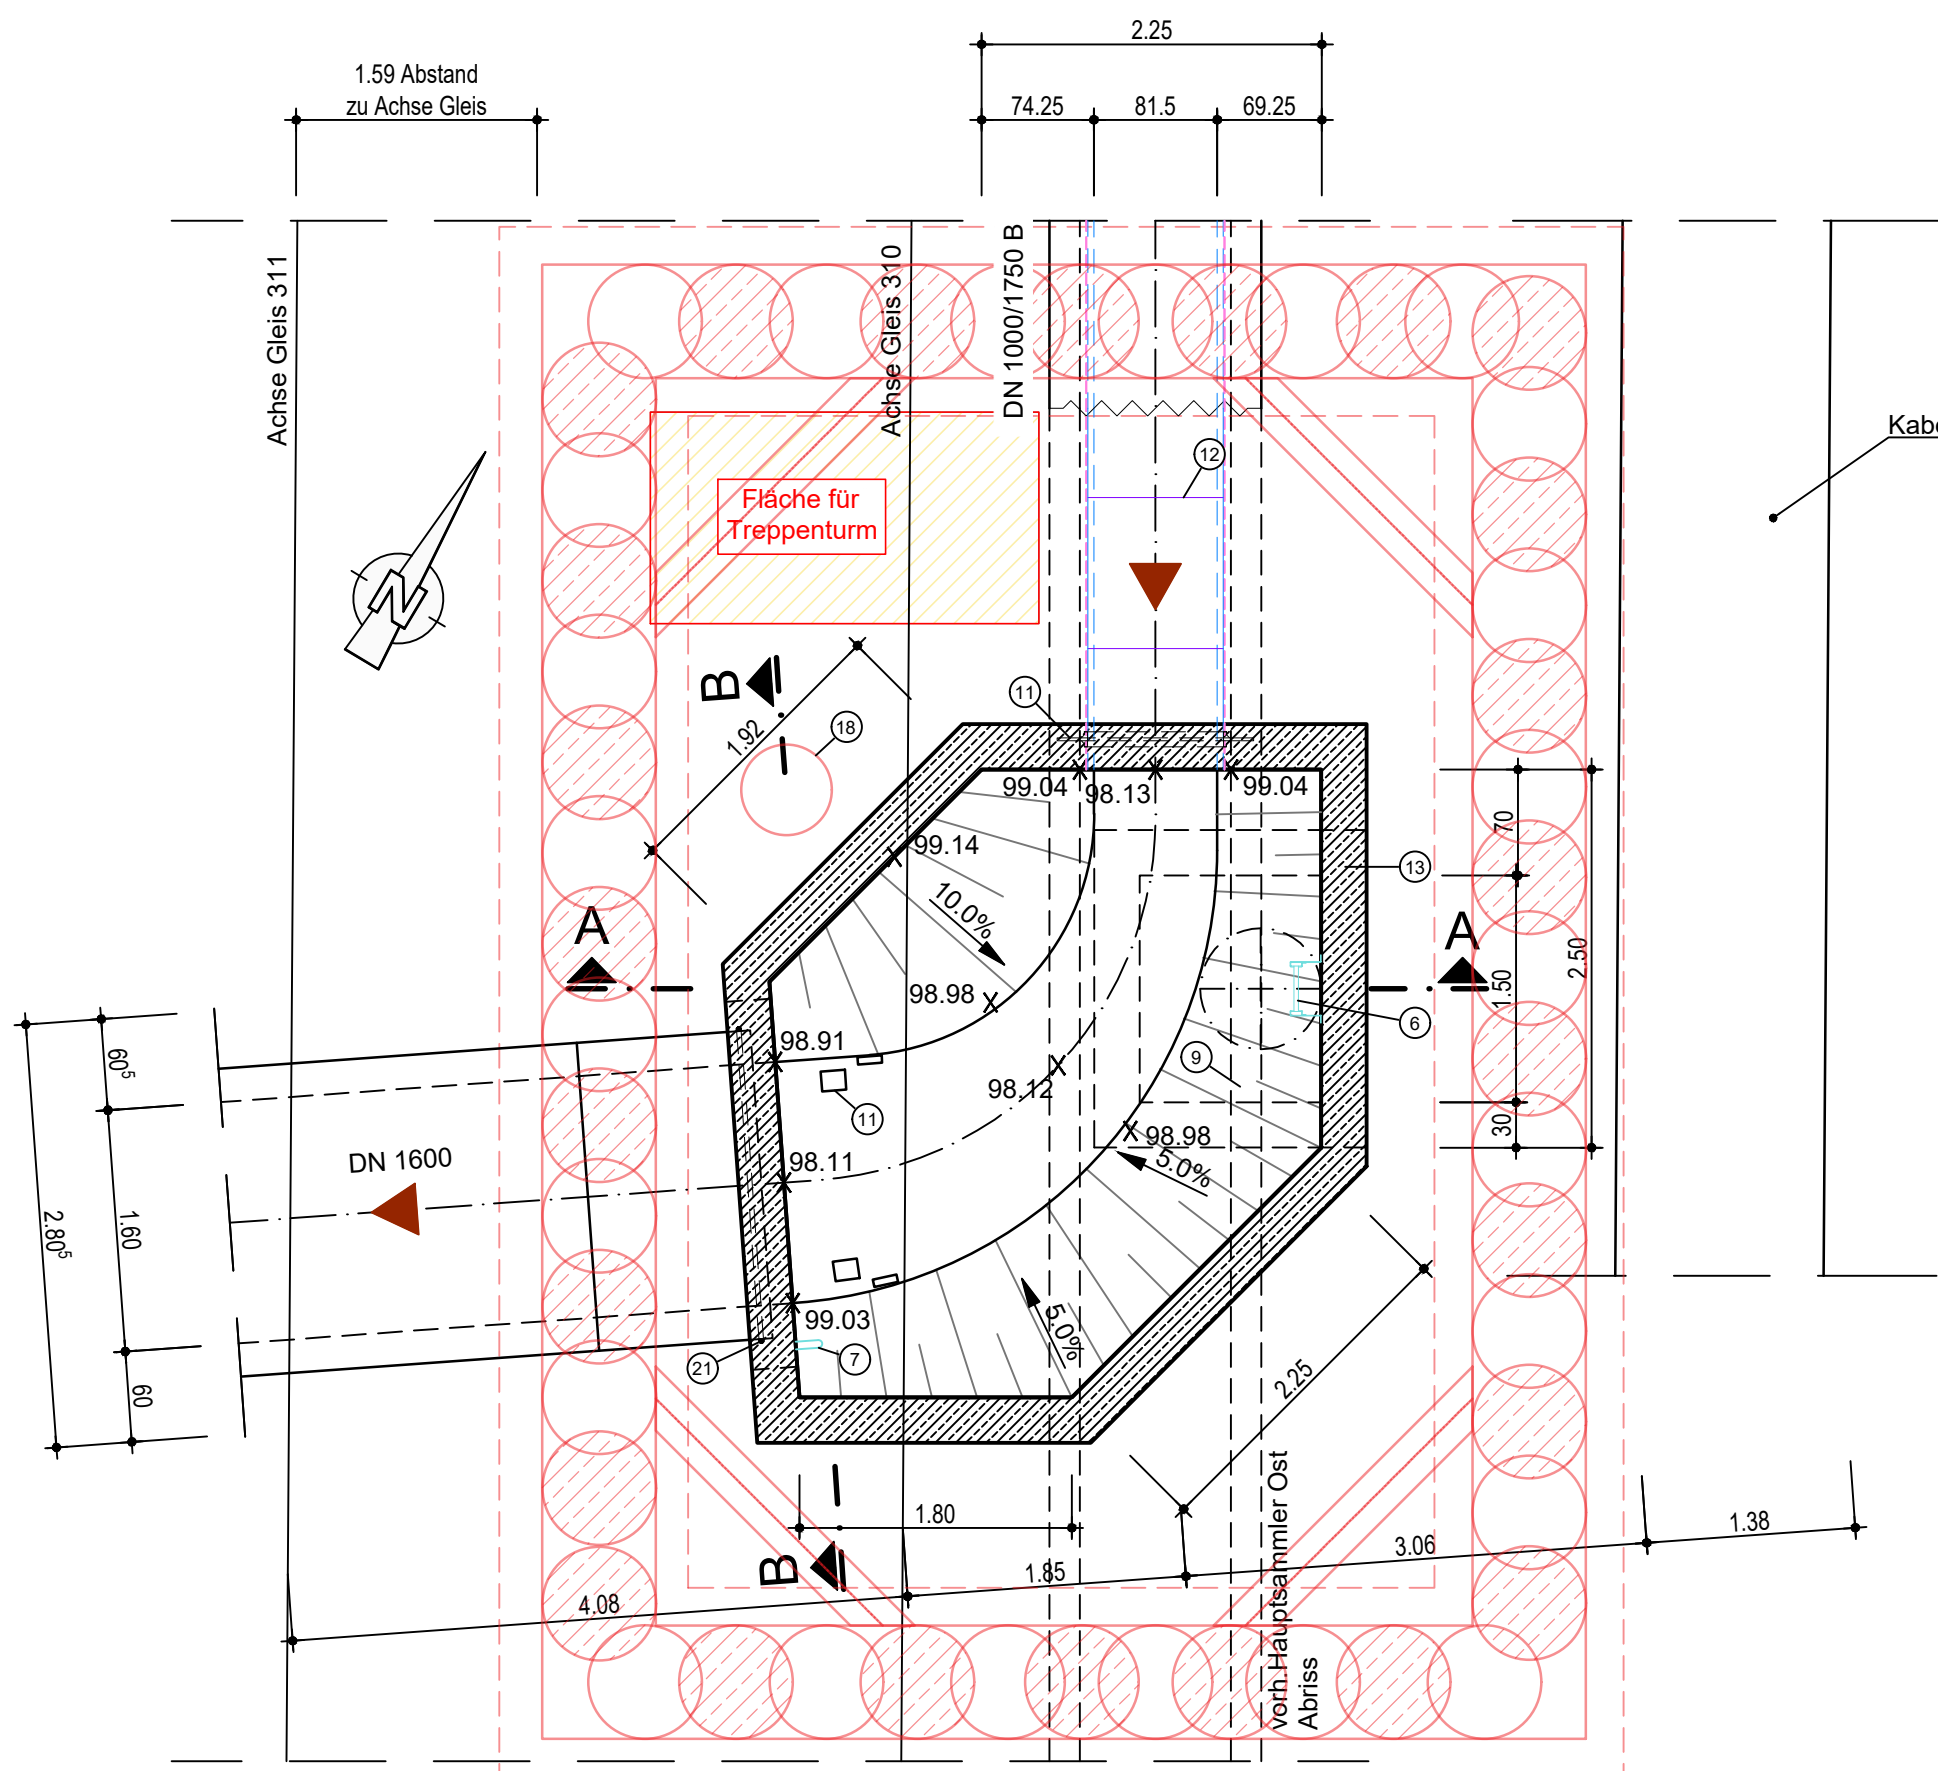 2.25
1.59 Abstand
zu Achse Gleis
74.25
81.5
69.25
Achse Gleis 311
Achse Gleis 310
DN 1000/1750 B
12
Fläche für
Treppenturm
N
B
1.92
18
11
99.04
98.13
99.04
99.14
10.0%
70
13
A
A
2.50
1.50
98.98
98.91
6
9
60⁵
98.12
11
98.98
30
5.0%
98.11
DN 1600
2.80⁵
1.60
99.03
5.0%
7
21
60
2.25
1.80
vorh.Hauptsammler Ost
Abriss
B
1.85
3.06
1.38
4.08